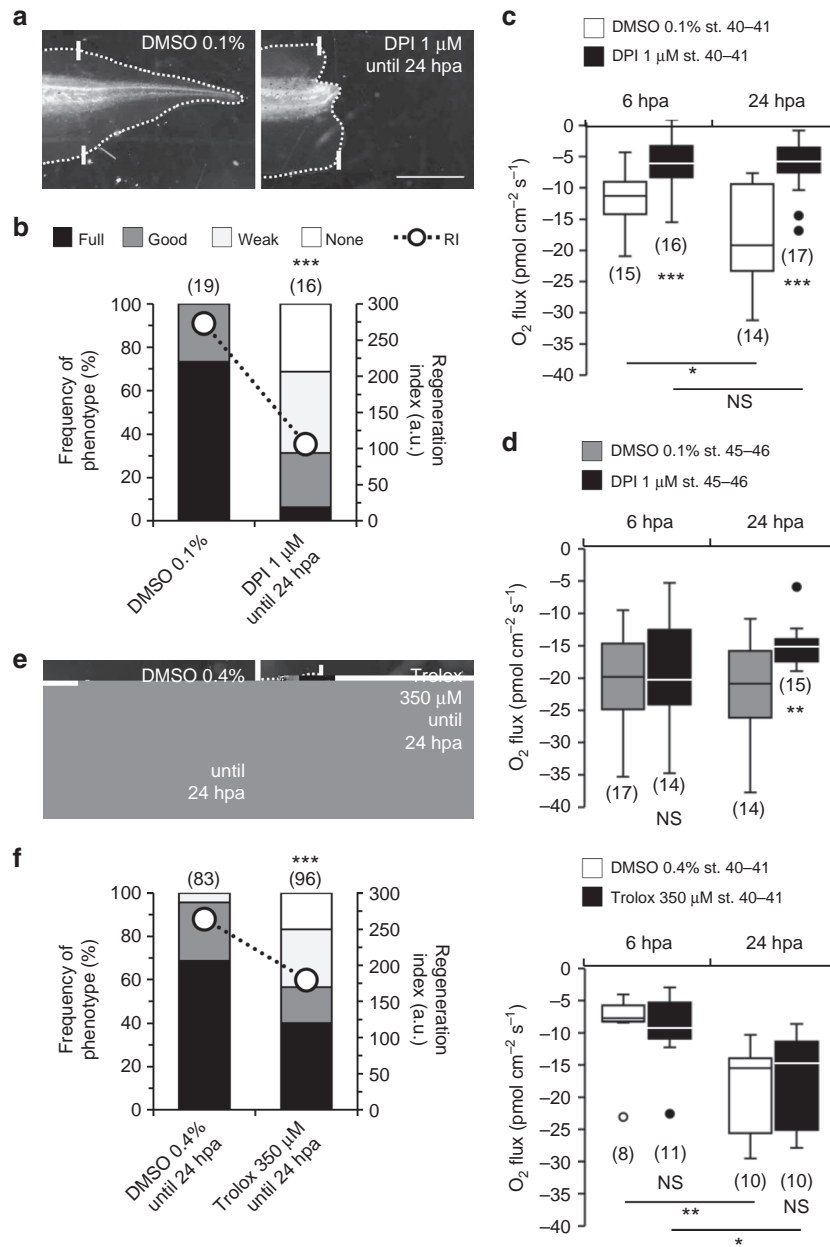 a
DMSO 0.1%
DPI 1 μM
until 24 hpa
b
Full
Good
Weak
None
RI
***
(19)
(16)
100
80
60
40
20
0
300
250
200
150
100
50
0
Frequency of
phenotype (%)
Regeneration
index (a.u.)
DMSO 0.1%
DPI 1 μM
until 24 hpa
c
DMSO 0.1% st. 40–41
DPI 1 μM st. 40–41
6 hpa
24 hpa
0
–5
–10
–15
–20
–25
–30
–35
–40
O2 flux (pmol cm−2 s−1)
(15)
(16)
***
(14)
(17)
***
*
NS
d
DMSO 0.1% st. 45–46
DPI 1 μM st. 45–46
6 hpa
24 hpa
0
–5
–10
–15
–20
–25
–30
–35
–40
O2 flux (pmol cm−2 s−1)
(17)
(14)
NS
(14)
(15)
**
e
DMSO 0.4%
until
24 hpa
Trolox
350 μM
until
24 hpa
f
***
(83)
(96)
100
80
60
40
20
0
300
250
200
150
100
50
0
Frequency of
phenotype (%)
Regeneration
index (a.u.)
DMSO 0.4%
until 24 hpa
Trolox 350 μM
until 24 hpa
DMSO 0.4% st. 40–41
Trolox 350 μM st. 40–41
6 hpa
24 hpa
0
–5
–10
–15
–20
–25
–30
–35
–40
O2 flux (pmol cm−2 s−1)
(8)
(11)
NS
(10)
(10)
NS
**
*